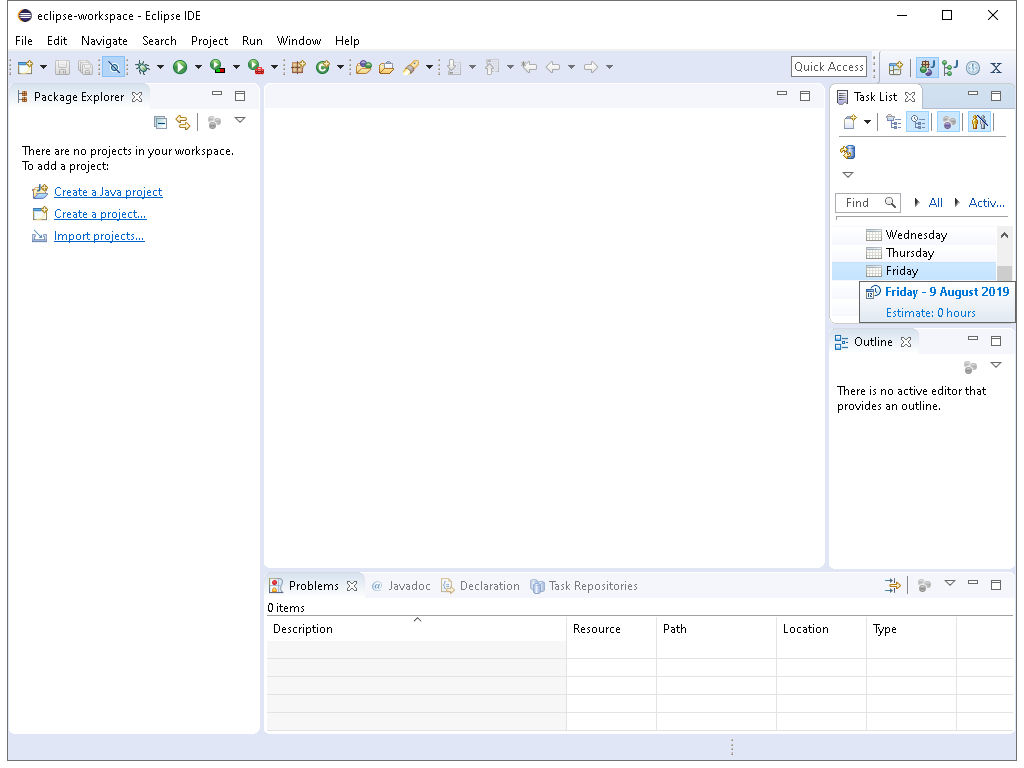 eclipse-workspace - Eclipse IDE
File Edit Navigate Search Project Run Window Help
Quick Access
Package Explorer
There are no projects in your workspace.
To add a project:
Create a Java project
Create a project...
Import projects...
Task List
Find All Activ...
Wednesday
Thursday
Friday
Friday - 9 August 2019
Estimate: 0 hours
Outline
There is no active editor that
provides an outline.
Problems @ Javadoc Declaration Task Repositories
0 items
Description Resource Path Location Type